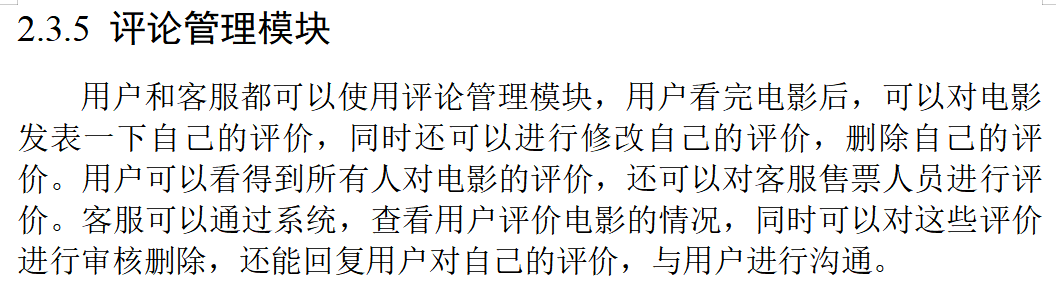 2.3.5 评论管理模块
用户和客服都可以使用评论管理模块，用户看完电影后，可以对电影
发表一下自己的评价，同时还可以进行修改自己的评价，删除自己的评
价。用户可以看得到所有人对电影的评价，还可以对客服售票人员进行评
价。客服可以通过系统，查看用户评价电影的情况，同时可以对这些评价
进行审核删除，还能回复用户对自己的评价，与用户进行沟通。